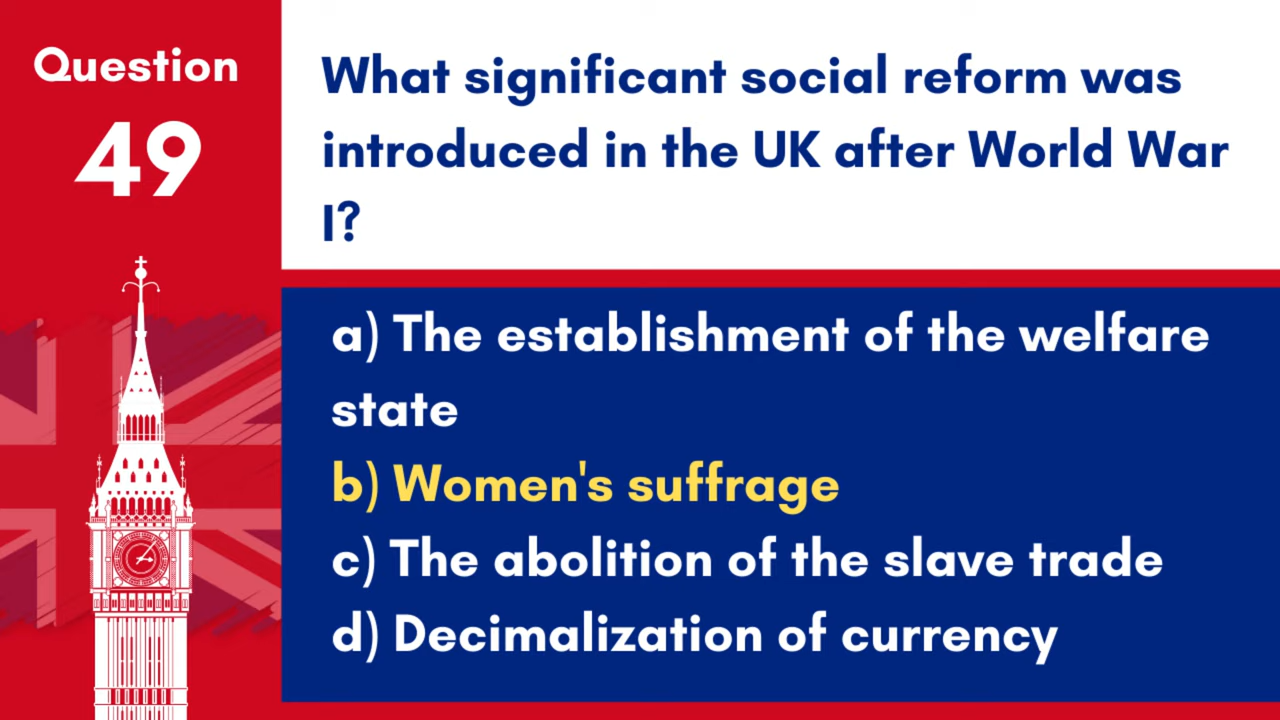 Question
49
What significant social reform was
introduced in the UK after World War
I?
a) The establishment of the welfare
state
b) Women's suffrage
c) The abolition of the slave trade
d) Decimalization of currency